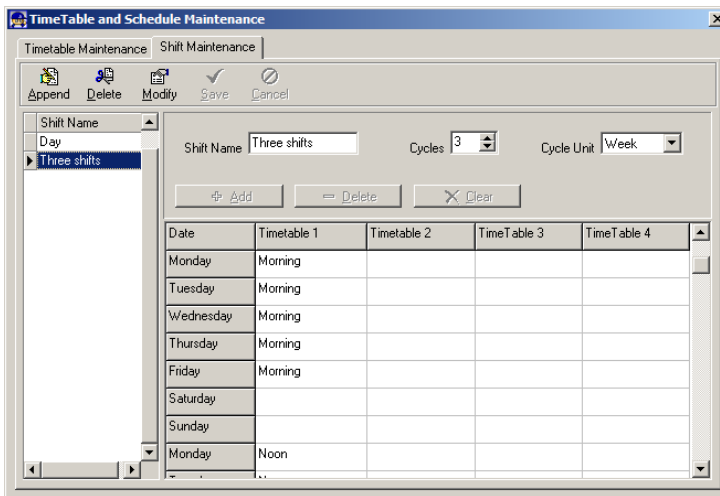 TimeTable and Schedule Maintenance
Timetable Maintenance Shift Maintenance
Append Delete Modify Save Cancel
Shift Name
Day
Three shifts
Shift Name Three shifts Cycles 3 Cycle Unit Week
Add Delete Clear
Date Timetable 1 Timetable 2 TimeTable 3 TimeTable 4
Monday Morning
Tuesday Morning
Wednesday Morning
Thursday Morning
Friday Morning
Saturday
Sunday
Monday Noon